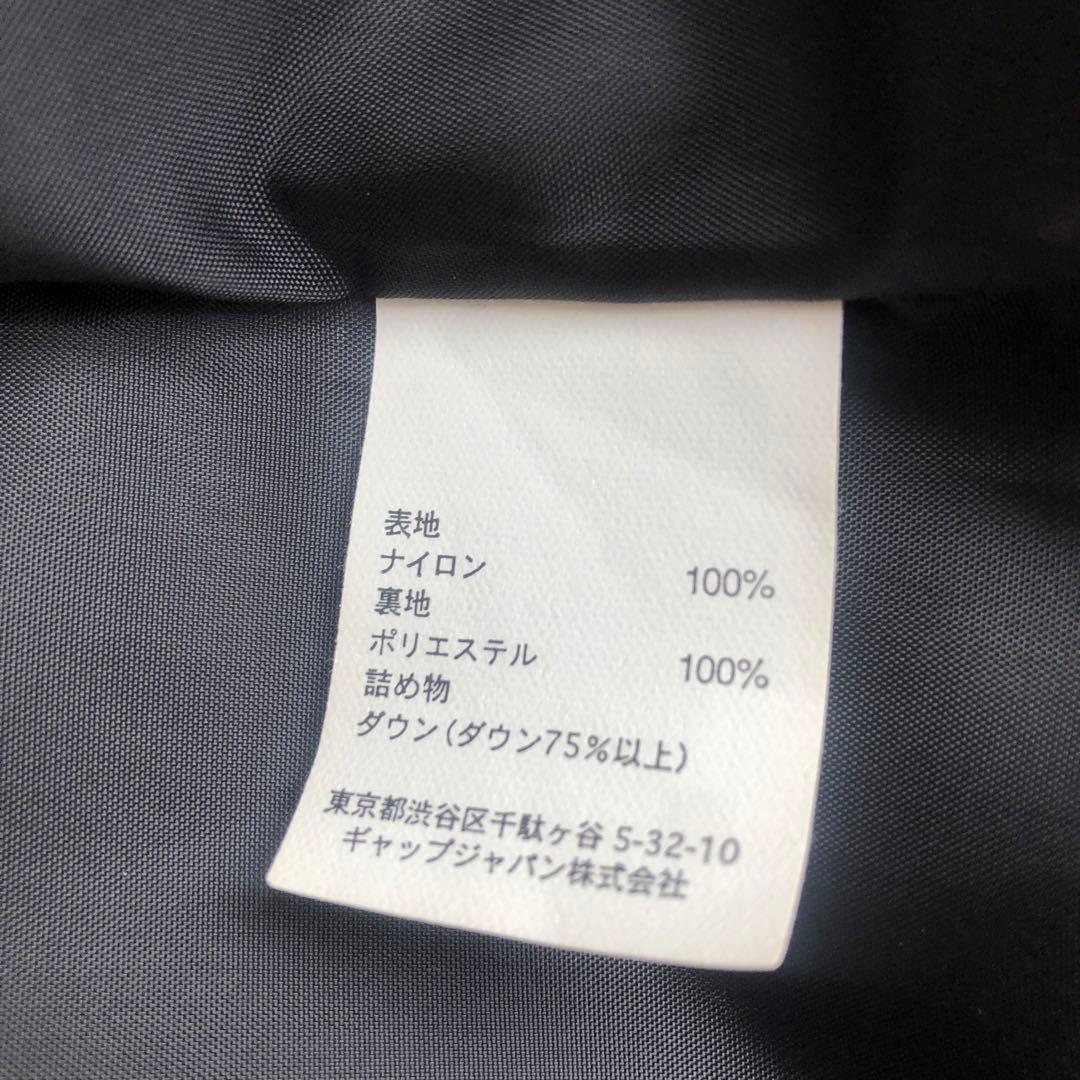 表地
ナイロン 100%
裏地
ポリエステル 100%
詰め物
ダウン(ダウン75%以上)
東京都渋谷区千駄ヶ谷 5-32-10
ギャップジャパン株式会社